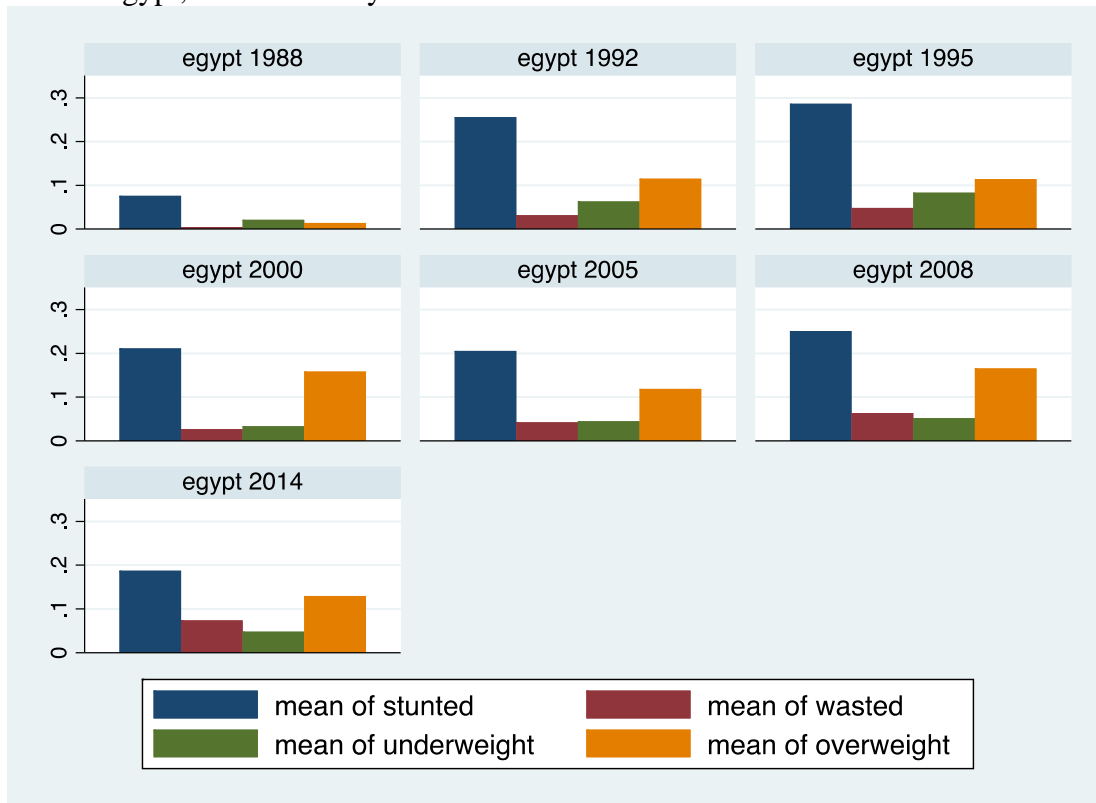 egypt 1988 egypt 1992 egypt 1995
.3
.2
.1
0
egypt 2000 egypt 2005 egypt 2008
.3
.2
.1
0
egypt 2014
.3
.2
.1
0
mean of stunted mean of wasted
mean of underweight mean of overweight